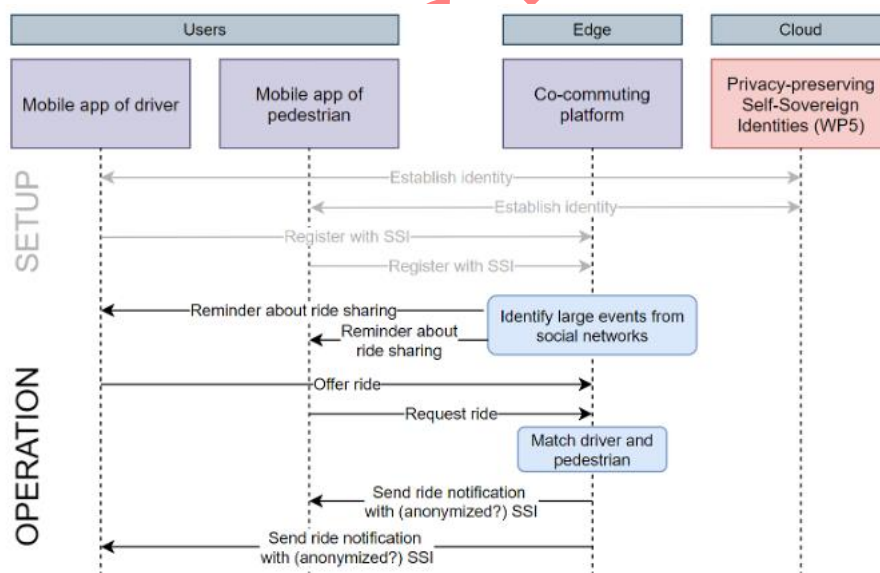 Users
Edge
Cloud
Mobile app of driver
Mobile app of
pedestrian
Co-commuting
platform
Privacy-preserving
Self-Sovereign
Identities (WP5)
SETUP
Establish identity
Establish identity
Register with SSI
Register with SSI
OPERATION
Reminder about ride sharing
Identify large events from
social networks
Reminder about
ride sharing
Offer ride
Request ride
Match driver and
pedestrian
Send ride notification
with (anonymized?) SSI
Send ride notification
with (anonymized?) SSI